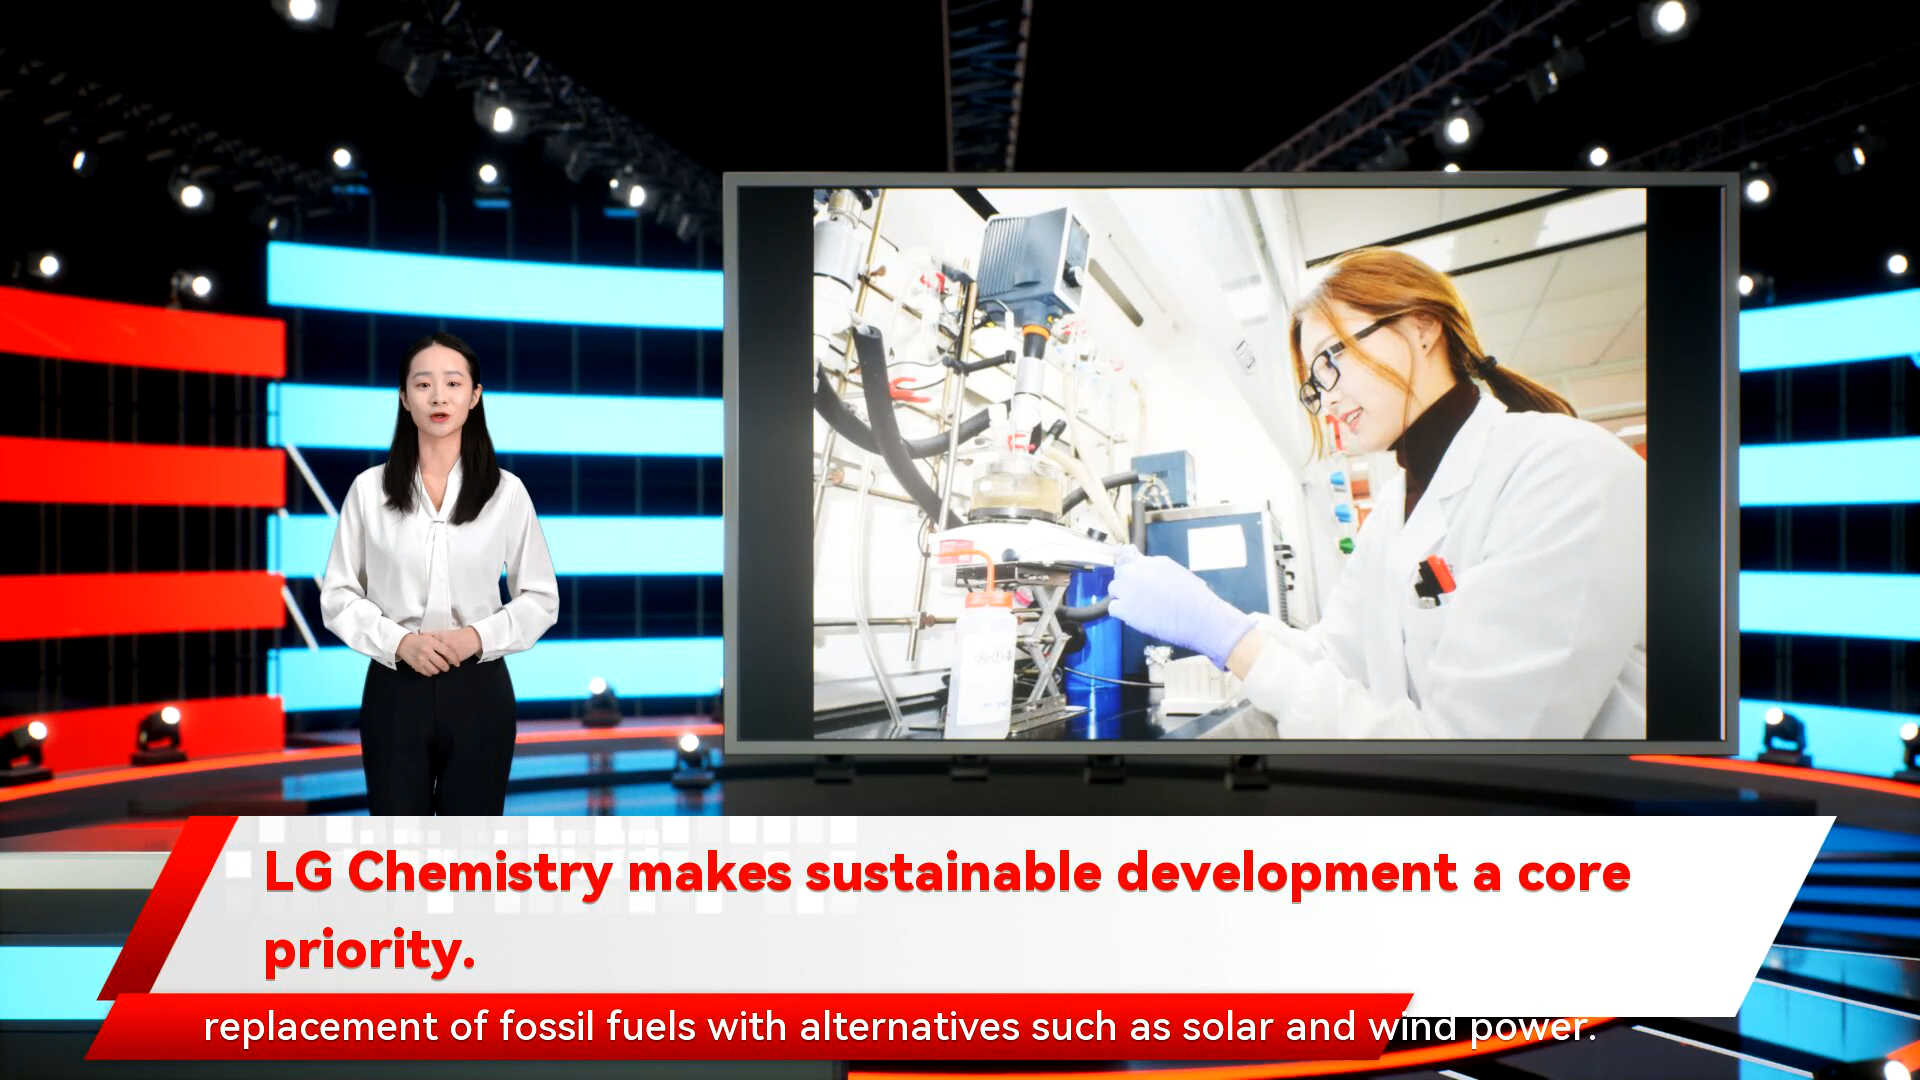 LG Chemistry makes sustainable development a core
priority.
replacement of fossil fuels with alternatives such as solar and wind power.